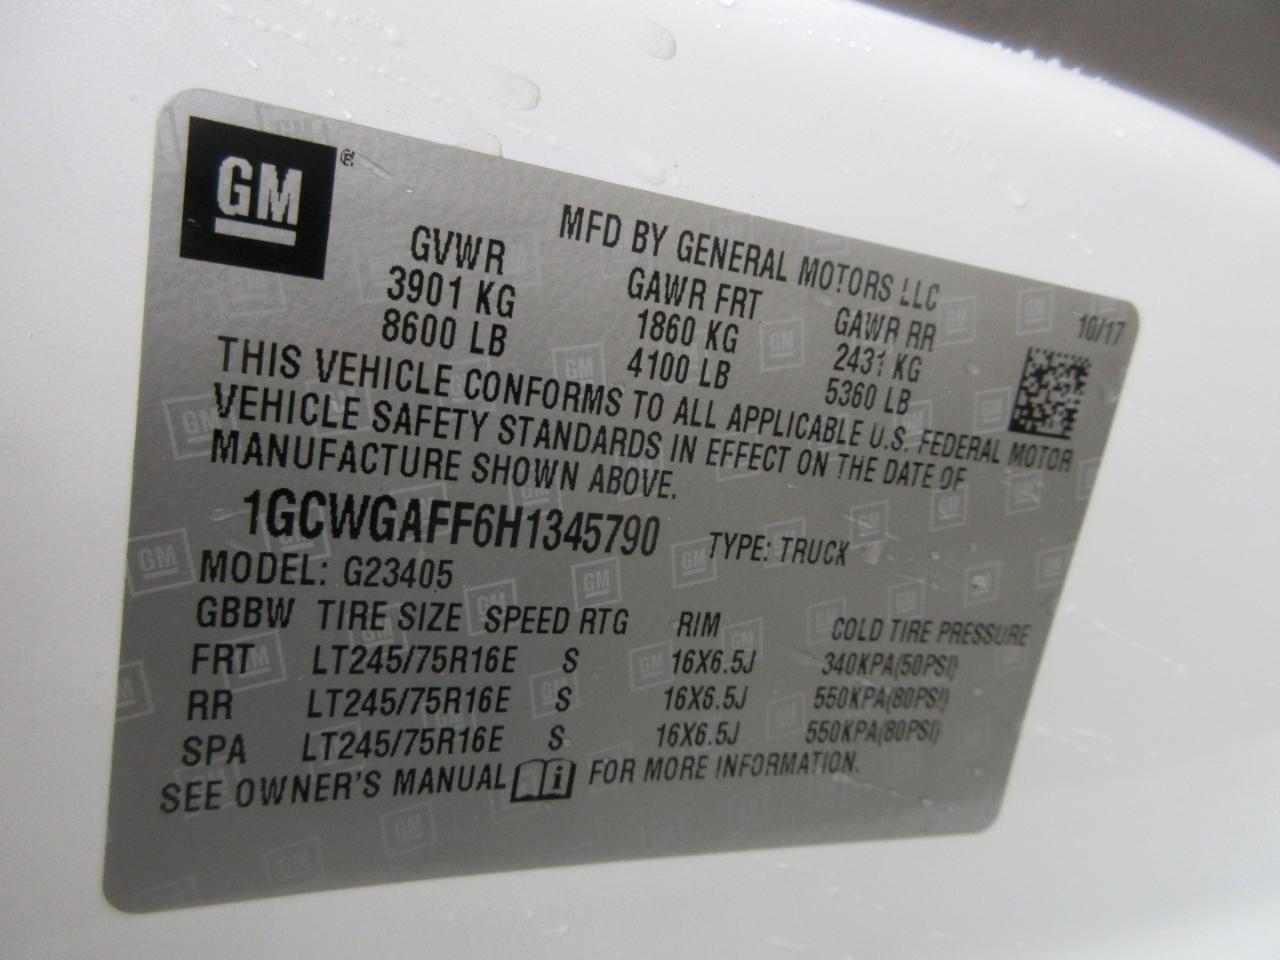 GM ®
MFD BY GENERAL MOTORS LLC
10/17
GVWR GAWR FRT GAWR RR
3901 KG 1860 KG 2431 KG
8600 LB 4100 LB 5360 LB
THIS VEHICLE CONFORMS TO ALL APPLICABLE U.S. FEDERAL MOTOR
VEHICLE SAFETY STANDARDS IN EFFECT ON THE DATE OF
MANUFACTURE SHOWN ABOVE.
1GCWGAFF6H1345790 TYPE: TRUCK
MODEL: G23405
GBBW TIRE SIZE SPEED RTG RIM COLD TIRE PRESSURE
FRT LT245/75R16E S 16X6.5J 340KPA(50PSI)
RR LT245/75R16E S 16X6.5J 550KPA(80PSI)
SPA LT245/75R16E S 16X6.5J 550KPA(80PSI)
SEE OWNER'S MANUAL i FOR MORE INFORMATION.